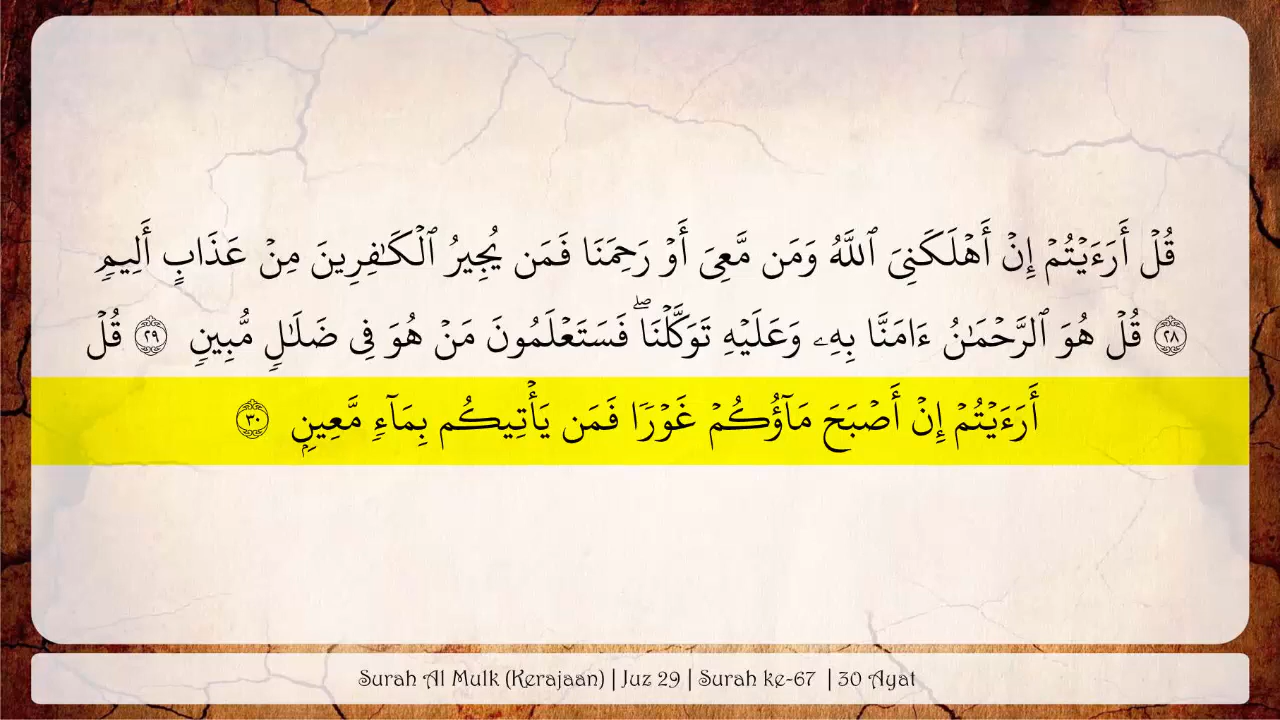 قُلۡ أَرَءَيۡتُمۡ إِنۡ أَهۡلَكَنِيَ ٱللَّهُ وَمَن مَّعِيَ أَوۡ رَحِمَنَا فَمَن يُجِيرُ ٱلۡكَٰفِرِينَ مِنۡ عَذَابٍ أَلِيمٖ
٢٨ قُلۡ هُوَ ٱلرَّحۡمَٰنُ ءَامَنَّا بِهِۦ وَعَلَيۡهِ تَوَكَّلۡنَاۖ فَسَتَعۡلَمُونَ مَنۡ هُوَ فِي ضَلَٰلٖ مُّبِينٖ ٢٩ قُلۡ
أَرَءَيۡتُمۡ إِنۡ أَصۡبَحَ مَآؤُكُمۡ غَوۡرٗا فَمَن يَأۡتِيكُم بِمَآءٖ مَّعِينِۭ ٣٠
Surah Al Mulk (Kerajaan) | Juz 29 | Surah ke-67 | 30 Ayat